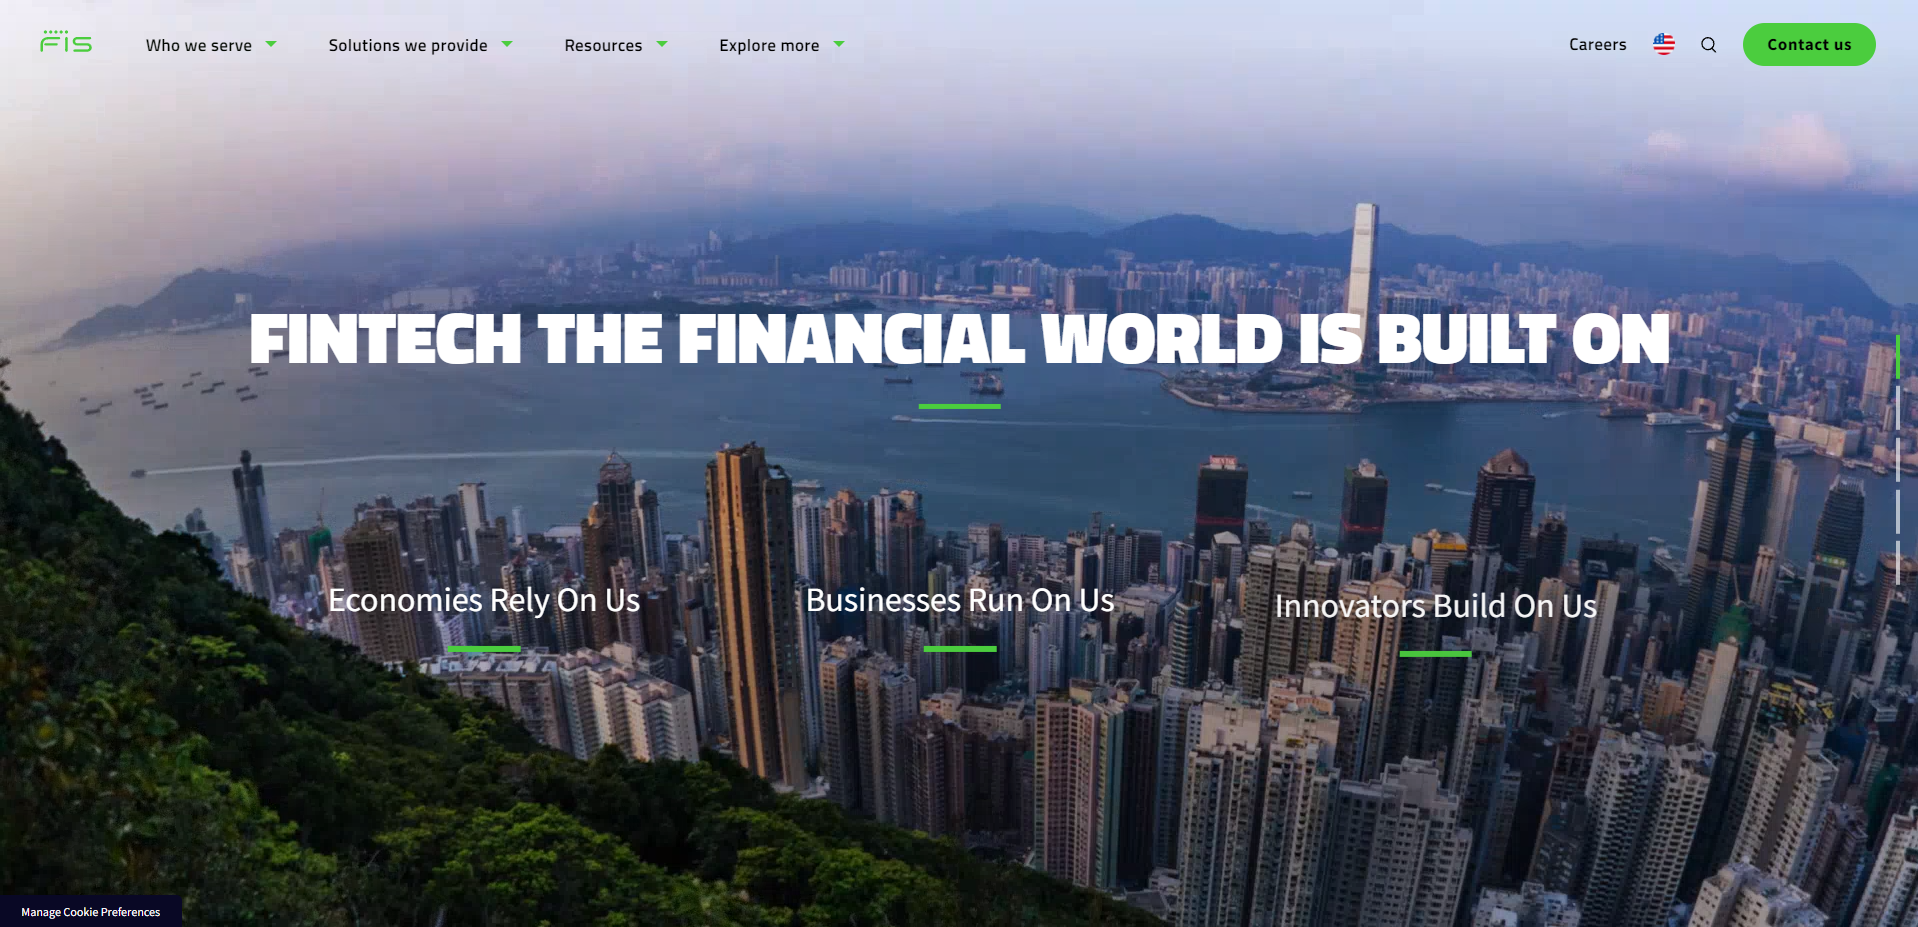 FIS
Who we serve
Solutions we provide
Resources
Explore more
Careers
Contact us
FINTECH THE FINANCIAL WORLD IS BUILT ON
Economies Rely On Us
Businesses Run On Us
Innovators Build On Us
Manage Cookie Preferences